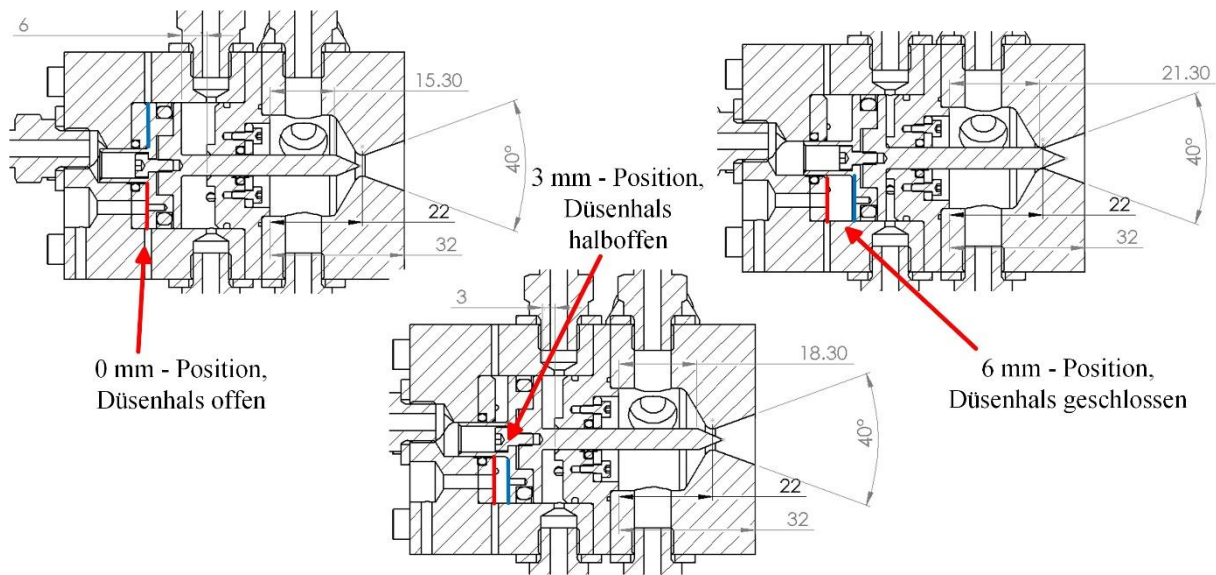 6
15.30
40°
22
32
0 mm - Position,
Düsenhals offen
3 mm - Position,
Düsenhals
halboffen
3
18.30
40°
22
32
21.30
40°
22
32
6 mm - Position,
Düsenhals geschlossen